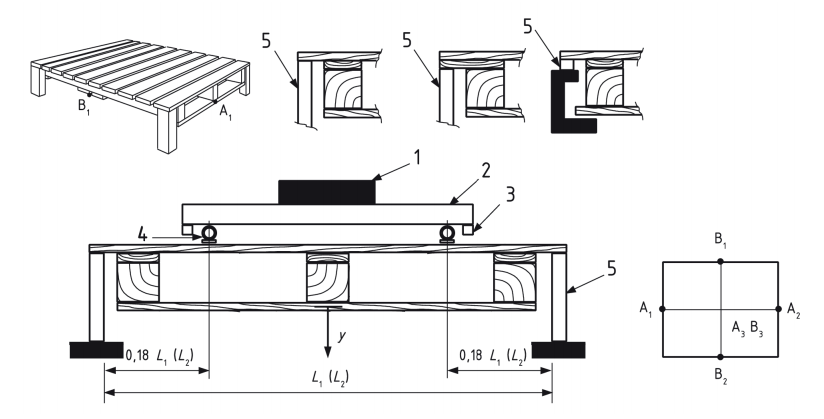 5
5
5
B₁
A₁
1
2
3
4
5
B₁
A₁
A₂
A₃ B₃
B₂
y
0,18 L₁ (L₂)
0,18 L₁ (L₂)
L₁ (L₂)